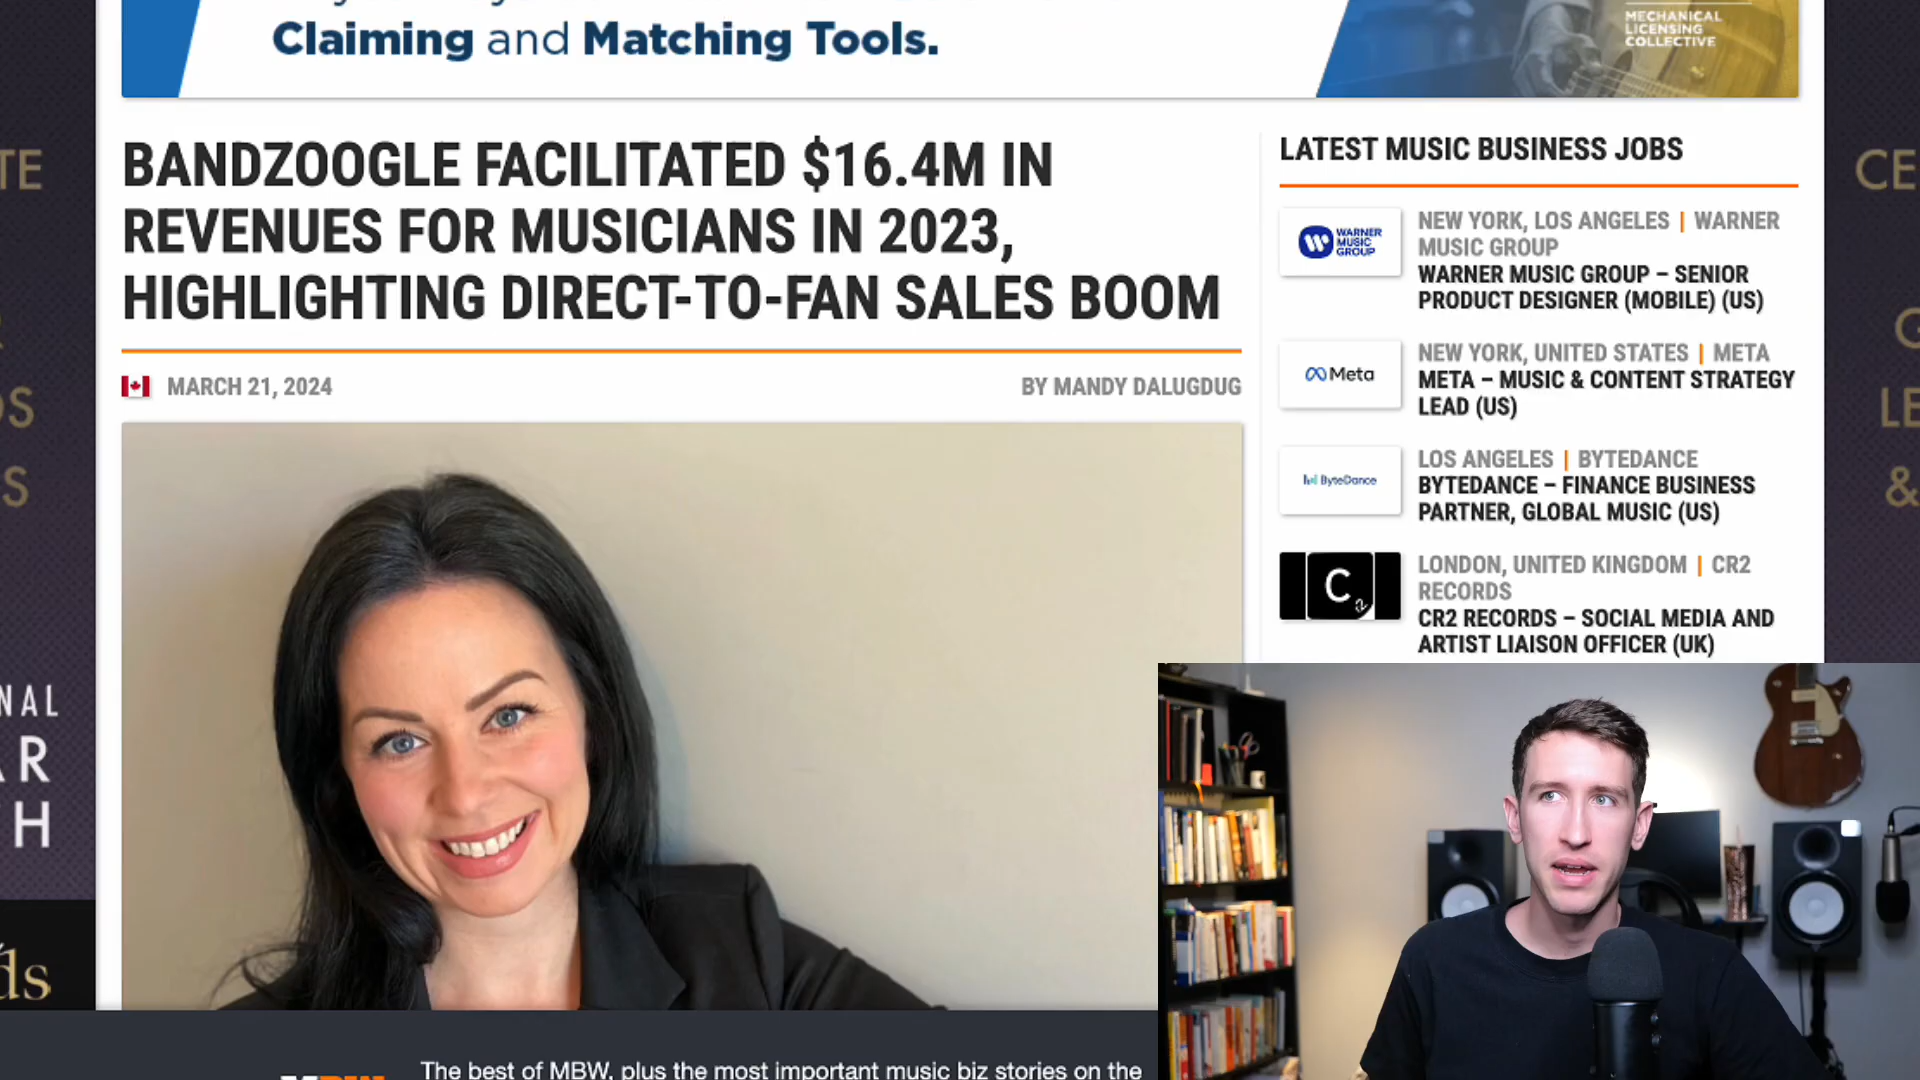 Claiming and Matching Tools.
MECHANICAL
LICENSING
COLLECTIVE
BANDZOOGLE FACILITATED $16.4M IN
REVENUES FOR MUSICIANS IN 2023,
HIGHLIGHTING DIRECT-TO-FAN SALES BOOM
MARCH 21, 2024
BY MANDY DALUGDUG
LATEST MUSIC BUSINESS JOBS
WARNER
MUSIC
GROUP
NEW YORK, LOS ANGELES | WARNER
MUSIC GROUP
WARNER MUSIC GROUP – SENIOR
PRODUCT DESIGNER (MOBILE) (US)
Meta
NEW YORK, UNITED STATES | META
META – MUSIC & CONTENT STRATEGY
LEAD (US)
ByteDance
LOS ANGELES | BYTEDANCE
BYTEDANCE – FINANCE BUSINESS
PARTNER, GLOBAL MUSIC (US)
C2
LONDON, UNITED KINGDOM | CR2
RECORDS
CR2 RECORDS – SOCIAL MEDIA AND
ARTIST LIAISON OFFICER (UK)
The best of MBW, plus the most important music biz stories on the